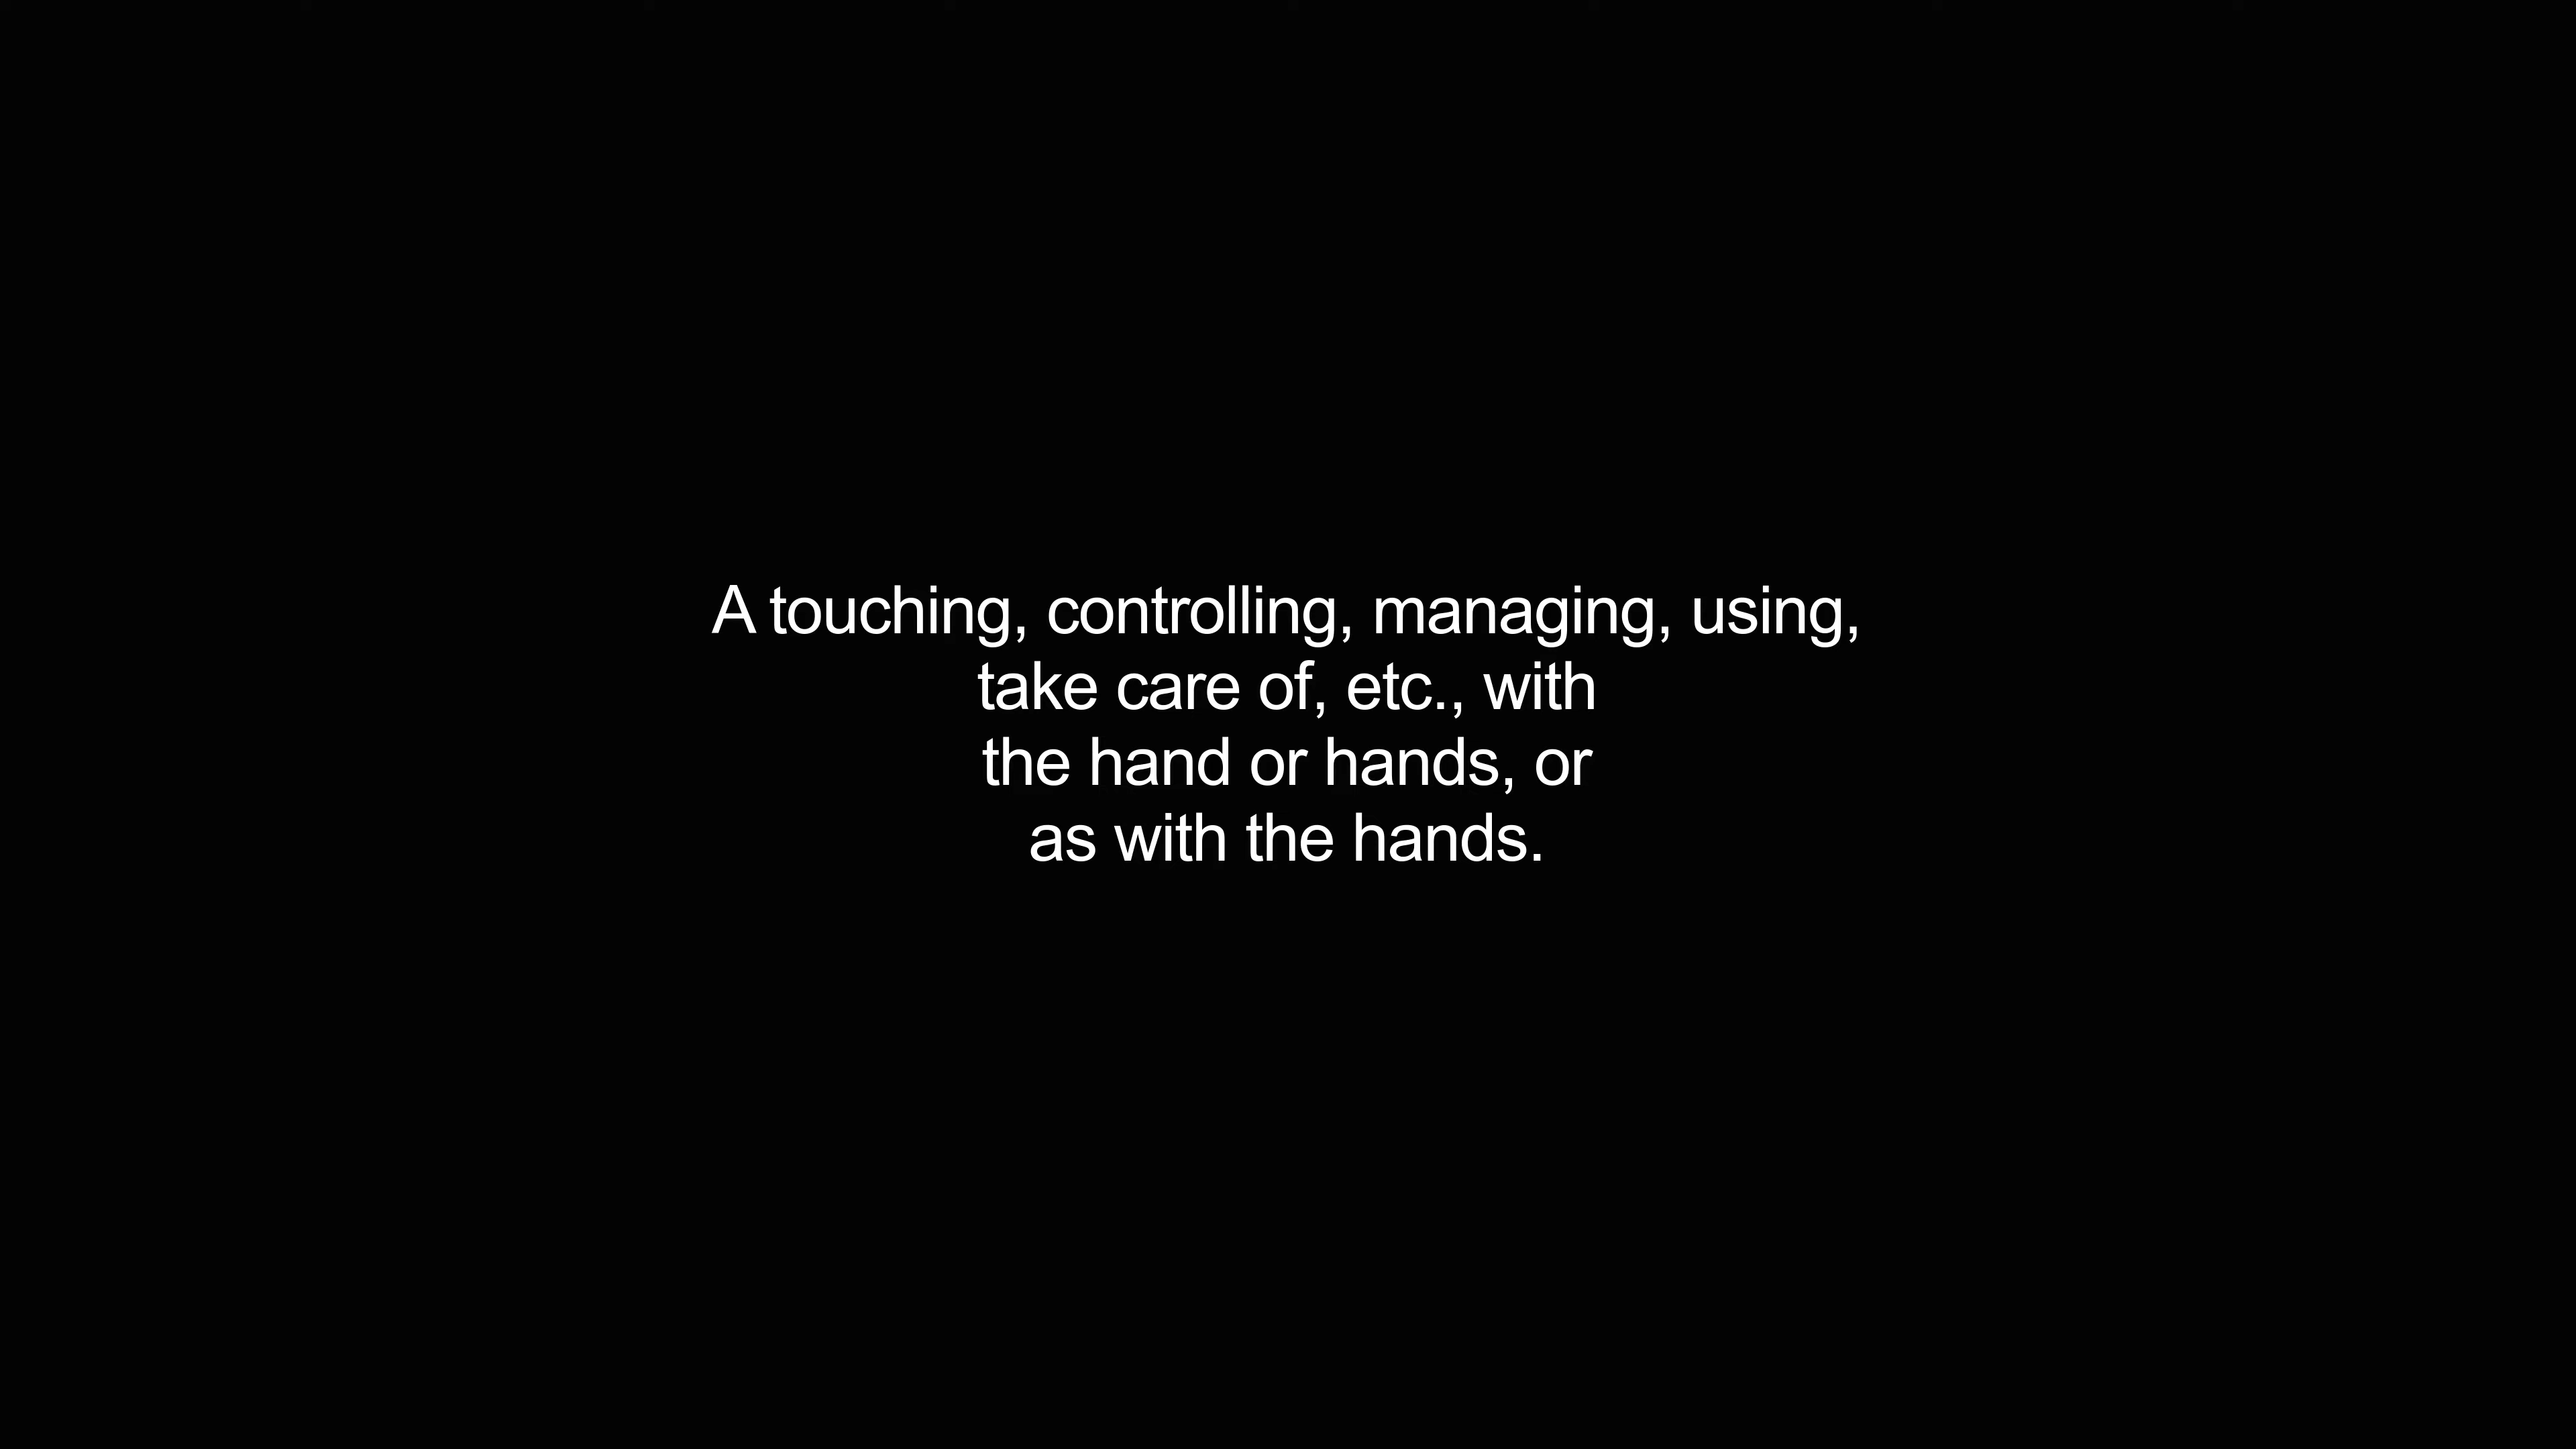 A touching, controlling, managing, using,
take care of, etc., with
the hand or hands, or
as with the hands.